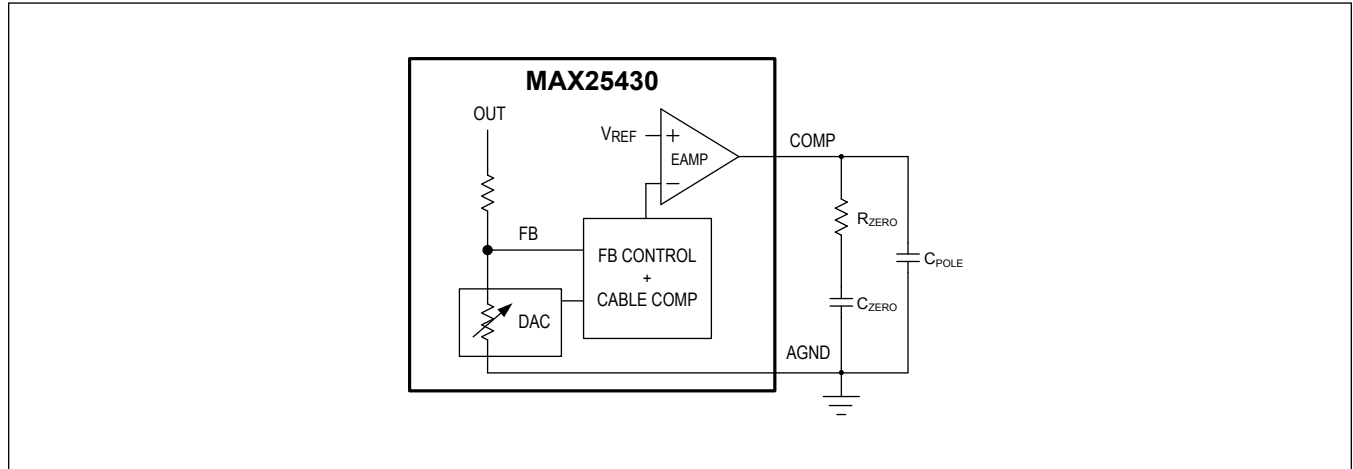 MAX25430
OUT
VREF
+
EAMP
−
COMP
RZERO
FB
FB CONTROL
+
CABLE COMP
CPOLE
DAC
CZERO
AGND